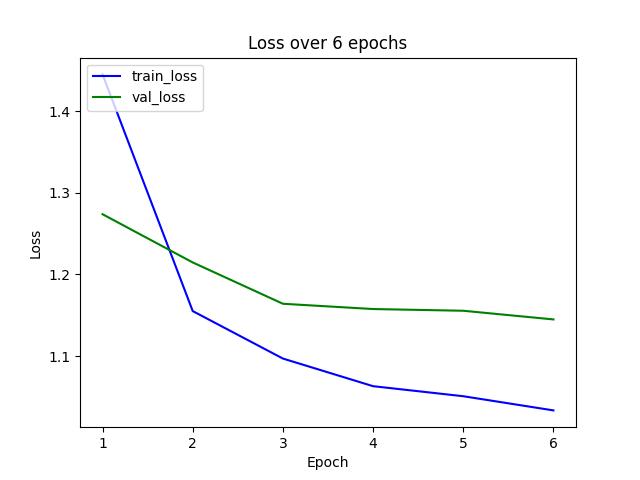 Loss over 6 epochs
train_loss
val_loss
1.4
1.3
1.2
1.1
Loss
1 2 3 4 5 6
Epoch